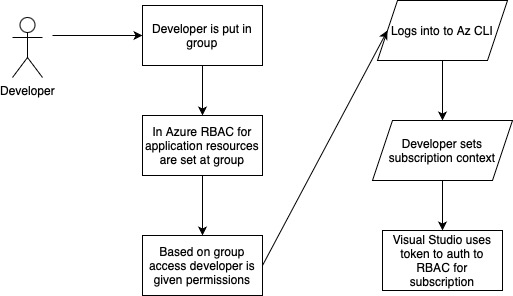 Developer
Developer is put in
group
In Azure RBAC for
application resources
are set at group
Based on group
access developer is
given permissions
Logs into to Az CLI
Developer sets
subscription context
Visual Studio uses
token to auth to
RBAC for
subscription